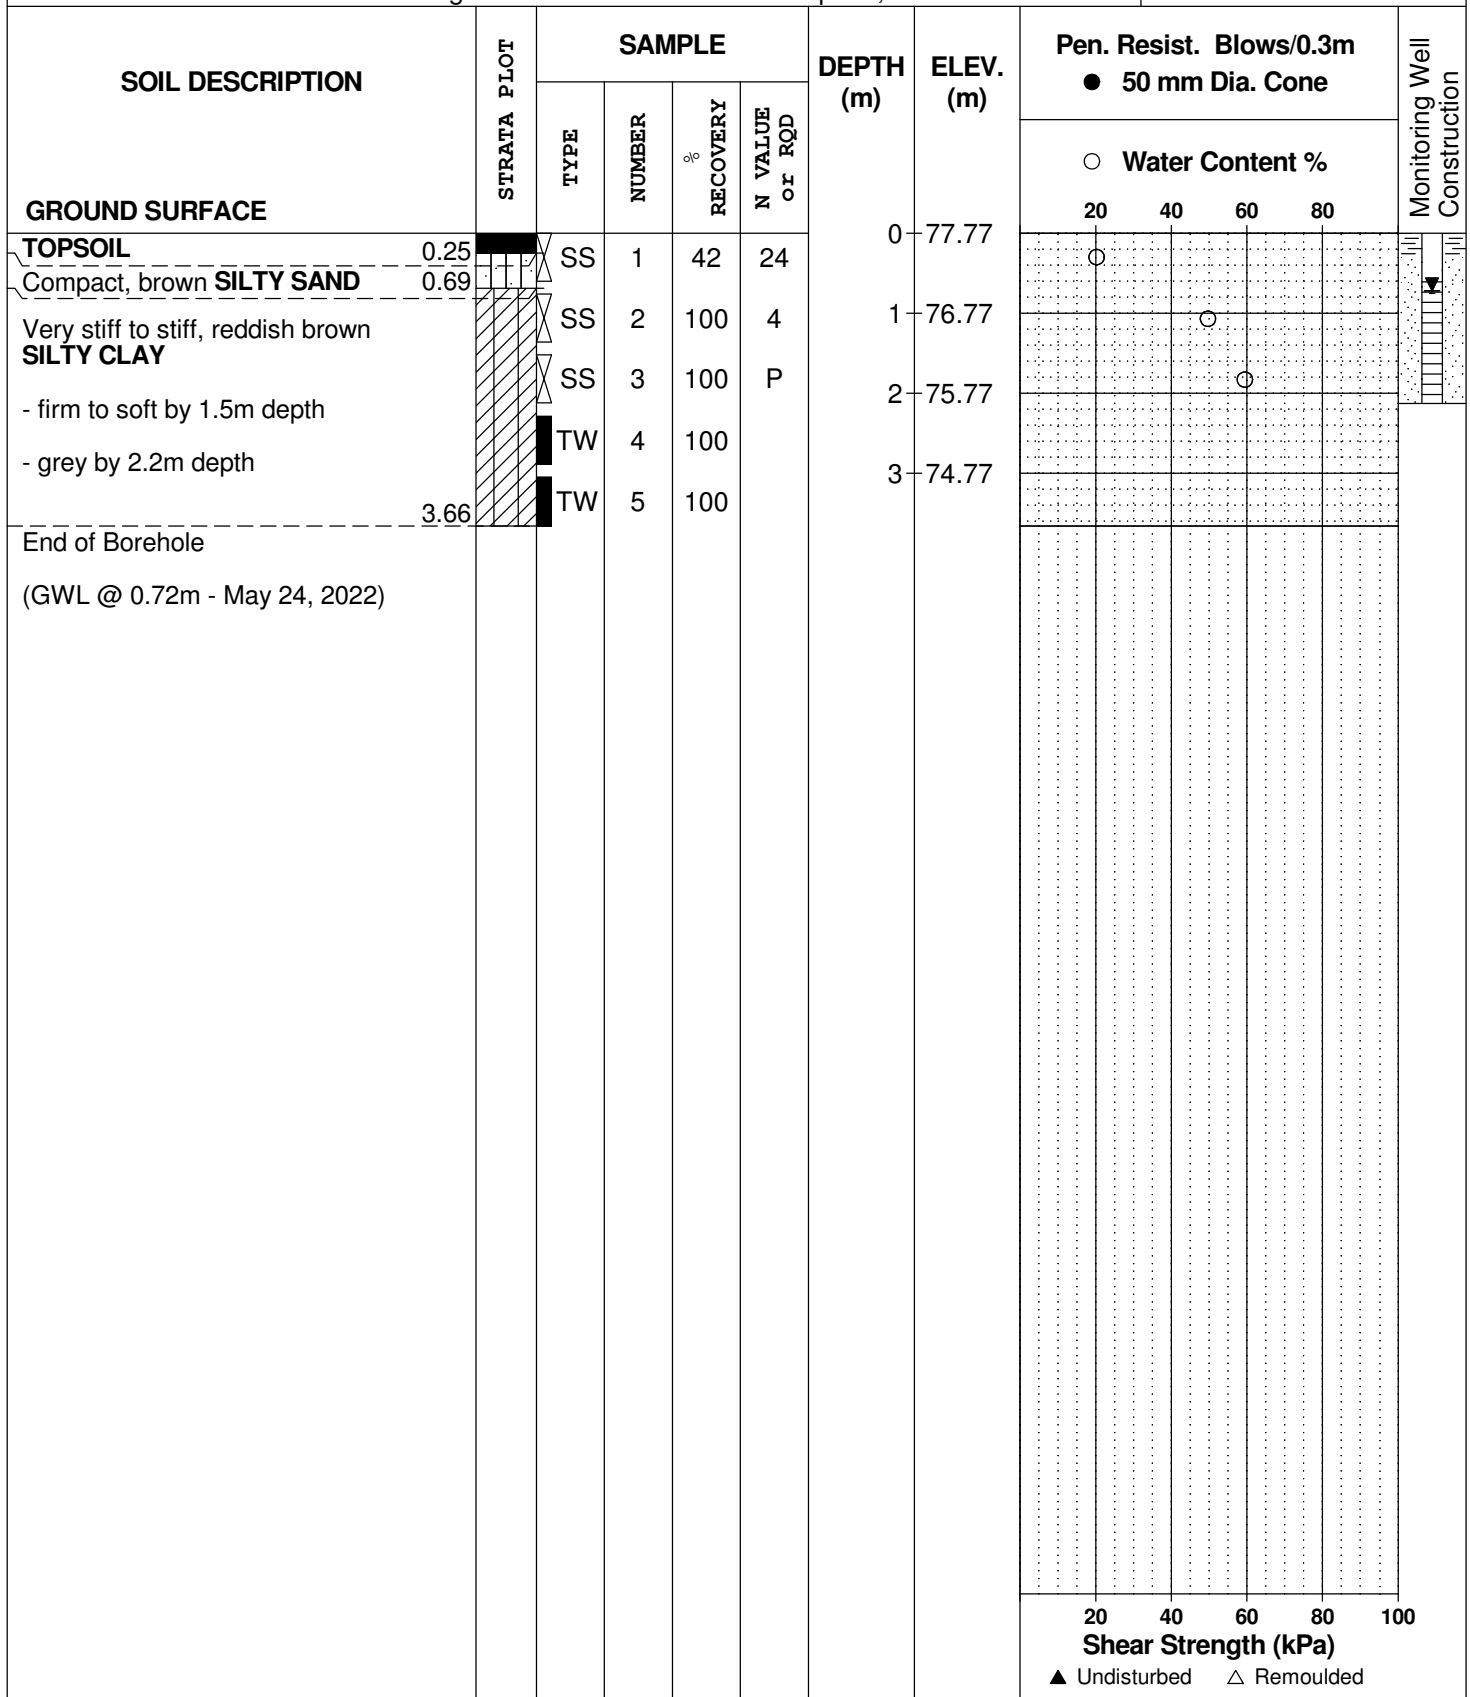 SOIL DESCRIPTION
GROUND SURFACE
STRATA PLOT
SAMPLE
TYPE
NUMBER
% RECOVERY
N VALUE or RQD
DEPTH (m)
ELEV. (m)
Pen. Resist. Blows/0.3m
● 50 mm Dia. Cone
○ Water Content %
20 40 60 80
Monitoring Well Construction
TOPSOIL 0.25
Compact, brown SILTY SAND 0.69
Very stiff to stiff, reddish brown
SILTY CLAY
- firm to soft by 1.5m depth
- grey by 2.2m depth
3.66
End of Borehole
(GWL @ 0.72m - May 24, 2022)
SS 1 42 24
SS 2 100 4
SS 3 100 P
TW 4 100
TW 5 100
0 77.77
1 76.77
2 75.77
3 74.77
20 40 60 80 100
Shear Strength (kPa)
▲ Undisturbed △ Remoulded